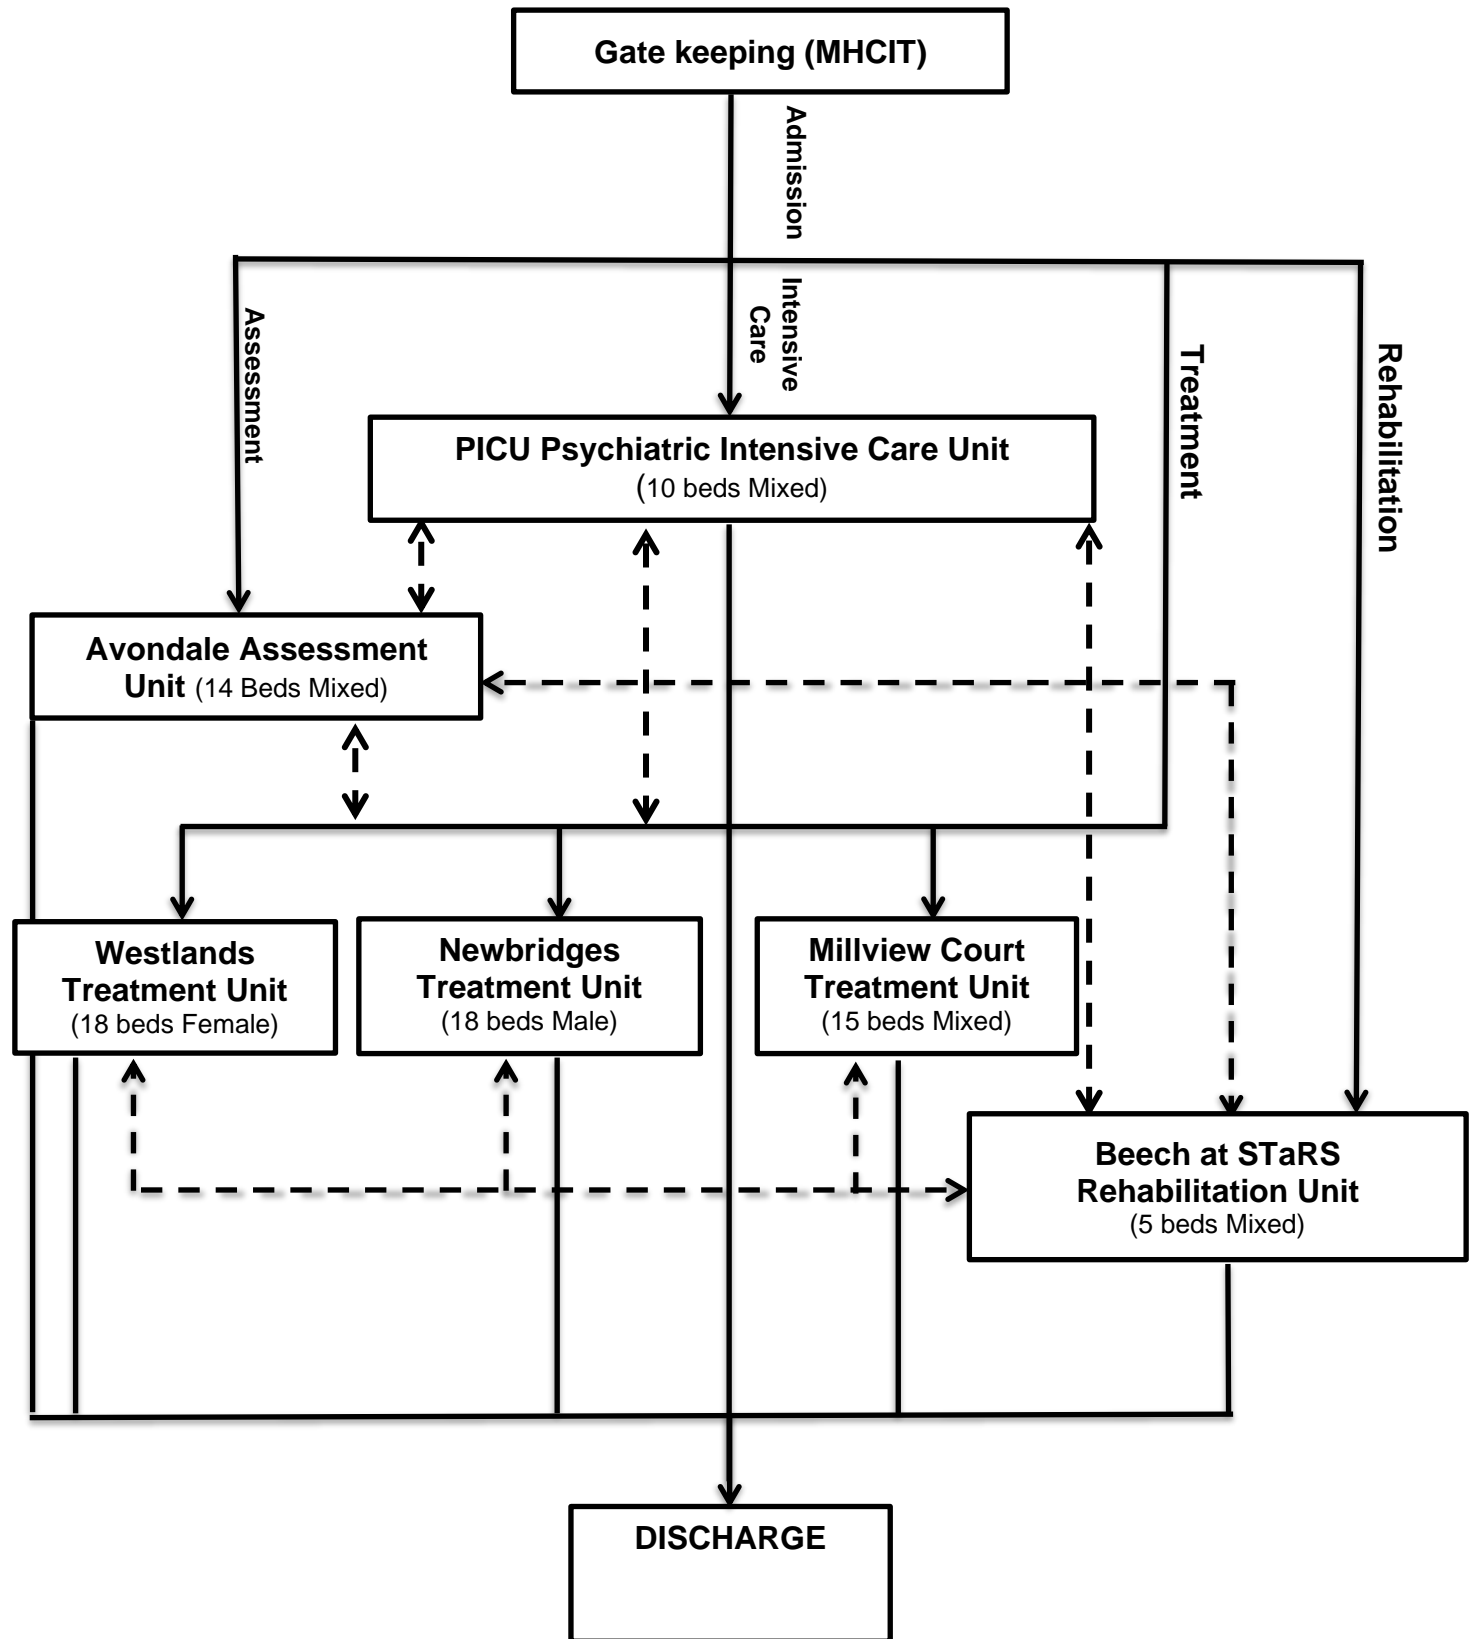 Gate keeping (MHCIT)
Admission
Assessment
Intensive
Care
Treatment
Rehabilitation
PICU Psychiatric Intensive Care Unit
(10 beds Mixed)
Avondale Assessment
Unit (14 Beds Mixed)
Westlands
Treatment Unit
(18 beds Female)
Newbridges
Treatment Unit
(18 beds Male)
Millview Court
Treatment Unit
(15 beds Mixed)
Beech at STaRS
Rehabilitation Unit
(5 beds Mixed)
DISCHARGE